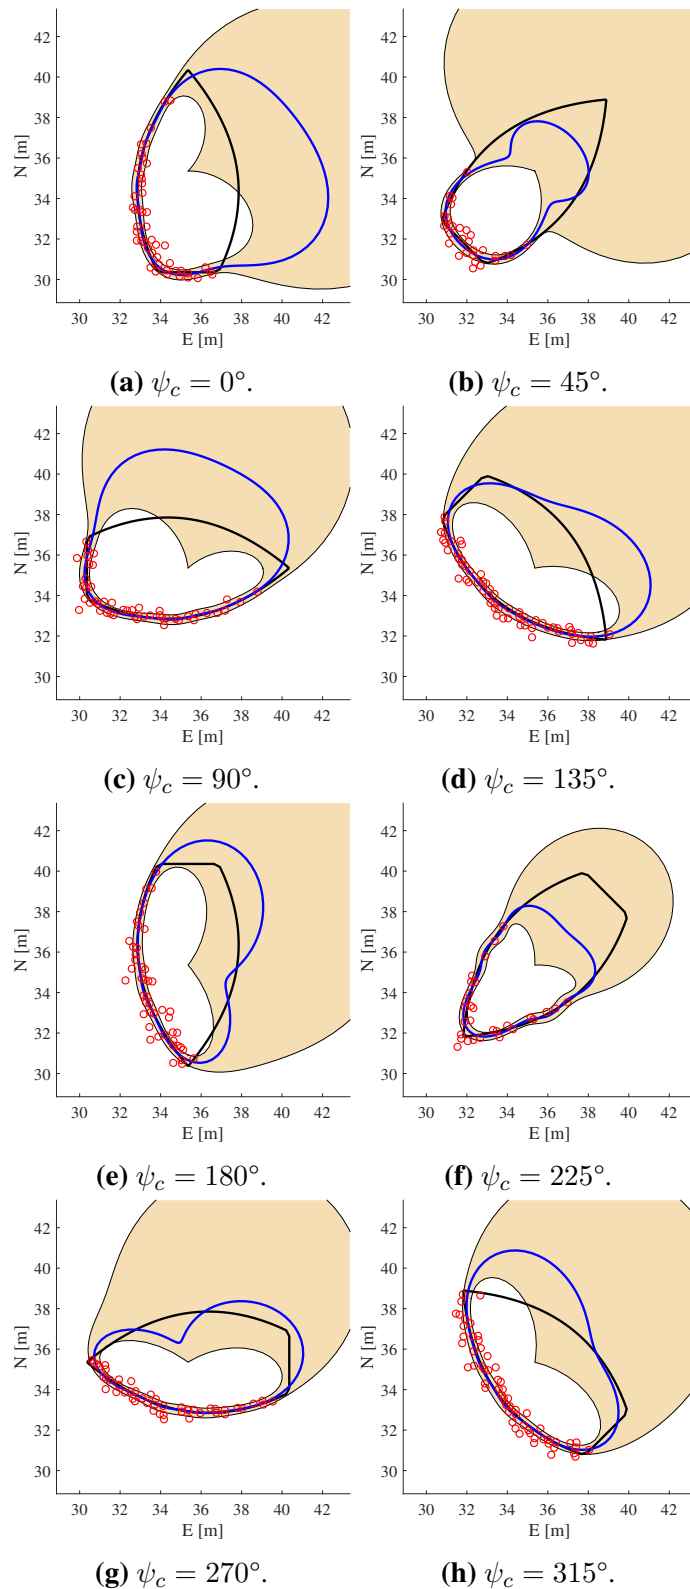 42
40
38
36
34
32
30
N [m]
30 32 34 36 38 40 42
E [m]
(a) ψc = 0°.
42
40
38
36
34
32
30
N [m]
30 32 34 36 38 40 42
E [m]
(b) ψc = 45°.
42
40
38
36
34
32
30
N [m]
30 32 34 36 38 40 42
E [m]
(c) ψc = 90°.
42
40
38
36
34
32
30
N [m]
30 32 34 36 38 40 42
E [m]
(d) ψc = 135°.
42
40
38
36
34
32
30
N [m]
30 32 34 36 38 40 42
E [m]
(e) ψc = 180°.
42
40
38
36
34
32
30
N [m]
30 32 34 36 38 40 42
E [m]
(f) ψc = 225°.
42
40
38
36
34
32
30
N [m]
30 32 34 36 38 40 42
E [m]
(g) ψc = 270°.
42
40
38
36
34
32
30
N [m]
30 32 34 36 38 40 42
E [m]
(h) ψc = 315°.